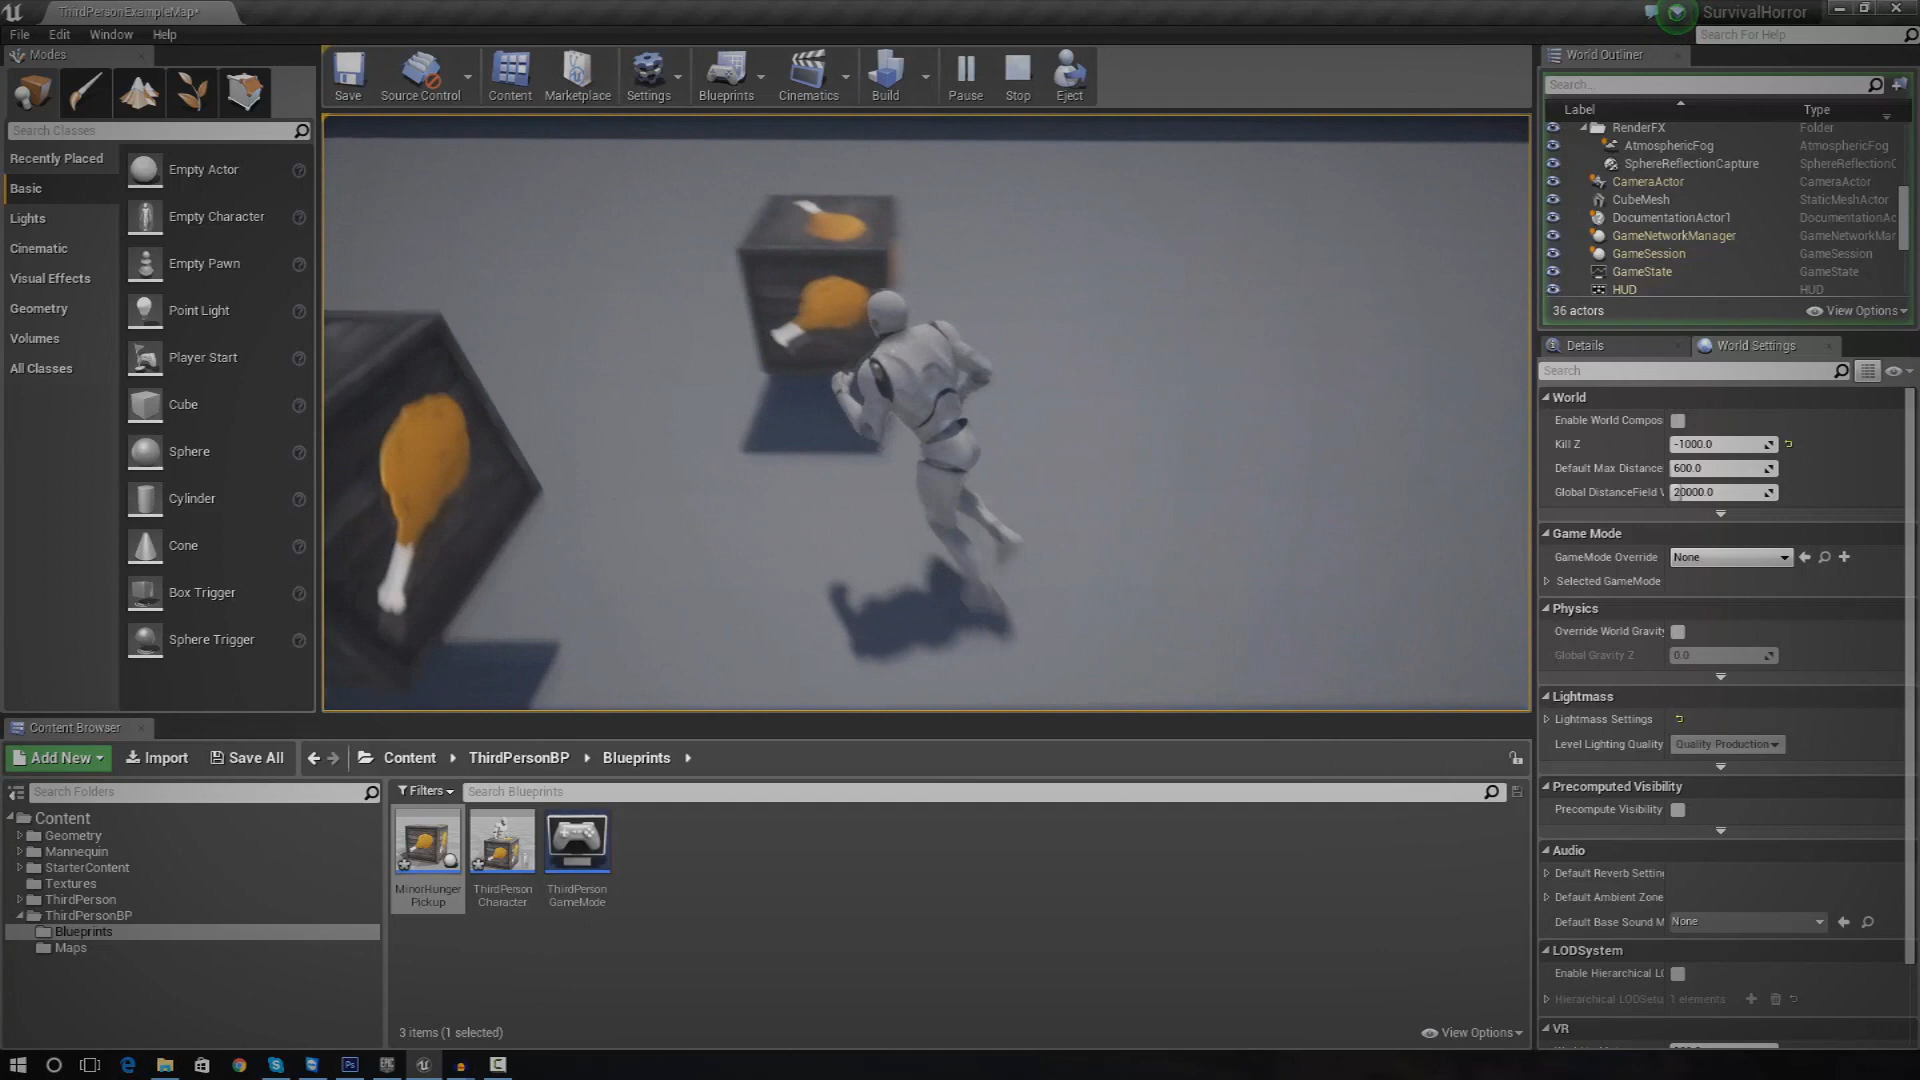 ThirdPersonExampleMap*
SurvivalHorror
File Edit Window Help
Search For Help
Modes
Save
Source Control
Content
Marketplace
Settings
Blueprints
Cinematics
Build
Pause
Stop
Eject
Search Classes
Recently Placed
Basic
Lights
Cinematic
Visual Effects
Geometry
Volumes
All Classes
Empty Actor
Empty Character
Empty Pawn
Point Light
Player Start
Cube
Sphere
Cylinder
Cone
Box Trigger
Sphere Trigger
World Outliner
Search...
Label Type
RenderFX Folder
AtmosphericFog AtmosphericFog
SphereReflectionCapture SphereReflectionC
CameraActor CameraActor
CubeMesh StaticMeshActor
DocumentationActor1 DocumentationAc
GameNetworkManager GameNetworkMar
GameSession GameSession
GameState GameState
HUD HUD
36 actors View Options
Details World Settings
Search
World
Enable World Compos
Kill Z -1000.0
Default Max Distance 600.0
Global DistanceField V 20000.0
Game Mode
GameMode Override None
Selected GameMode
Physics
Override World Gravity
Global Gravity Z 0.0
Lightmass
Lightmass Settings
Level Lighting Quality Quality Production
Precomputed Visibility
Precompute Visibility
Audio
Default Reverb Settin
Default Ambient Zone
Default Base Sound M None
LODSystem
Enable Hierarchical LO
Hierarchical LODSetu 1 elements
VR
Content Browser
Add New Import Save All Content ThirdPersonBP Blueprints
Search Folders
Filters Search Blueprints
Content
Geometry
Mannequin
StarterContent
Textures
ThirdPerson
ThirdPersonBP
Blueprints
Maps
MinorHunger
Pickup
ThirdPerson
Character
ThirdPerson
GameMode
3 items (1 selected) View Options